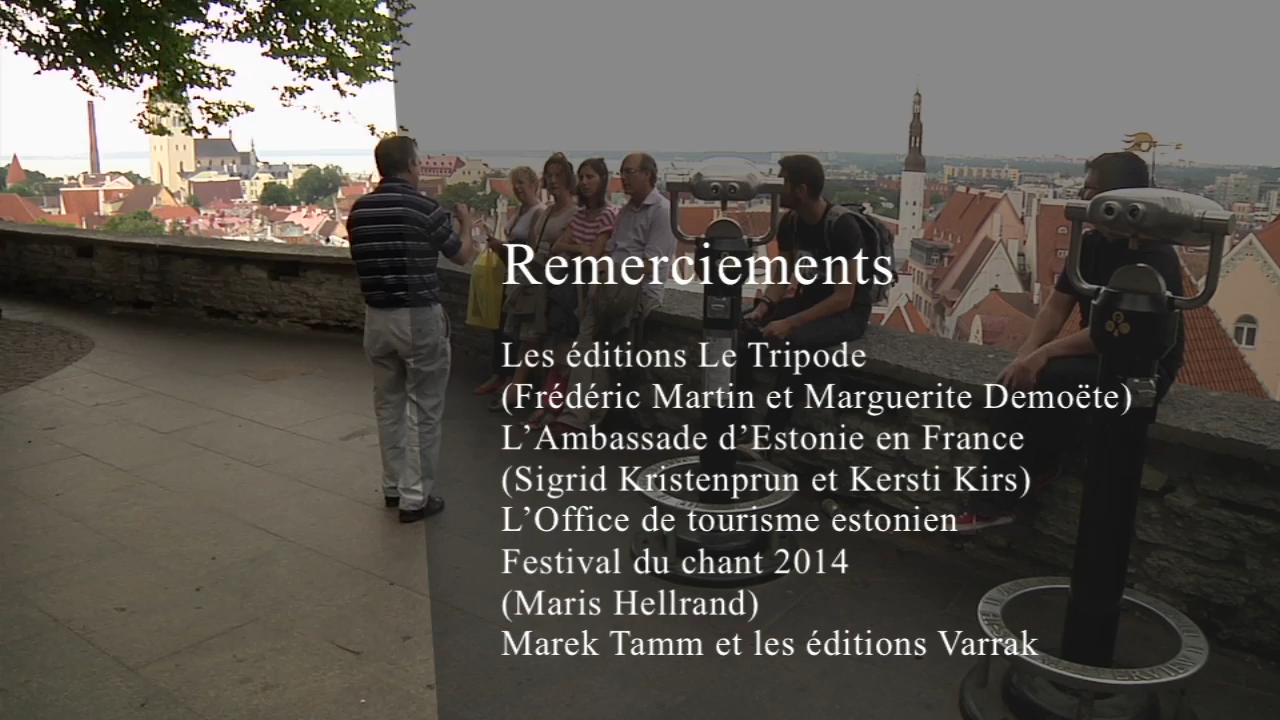 Remerciements
Les éditions Le Tripode
(Frédéric Martin et Marguerite Demoëte)
L’Ambassade d’Estonie en France
(Sigrid Kristenprun et Kersti Kirs)
L’Office de tourisme estonien
Festival du chant 2014
(Maris Hellrand)
Marek Tamm et les éditions Varrak